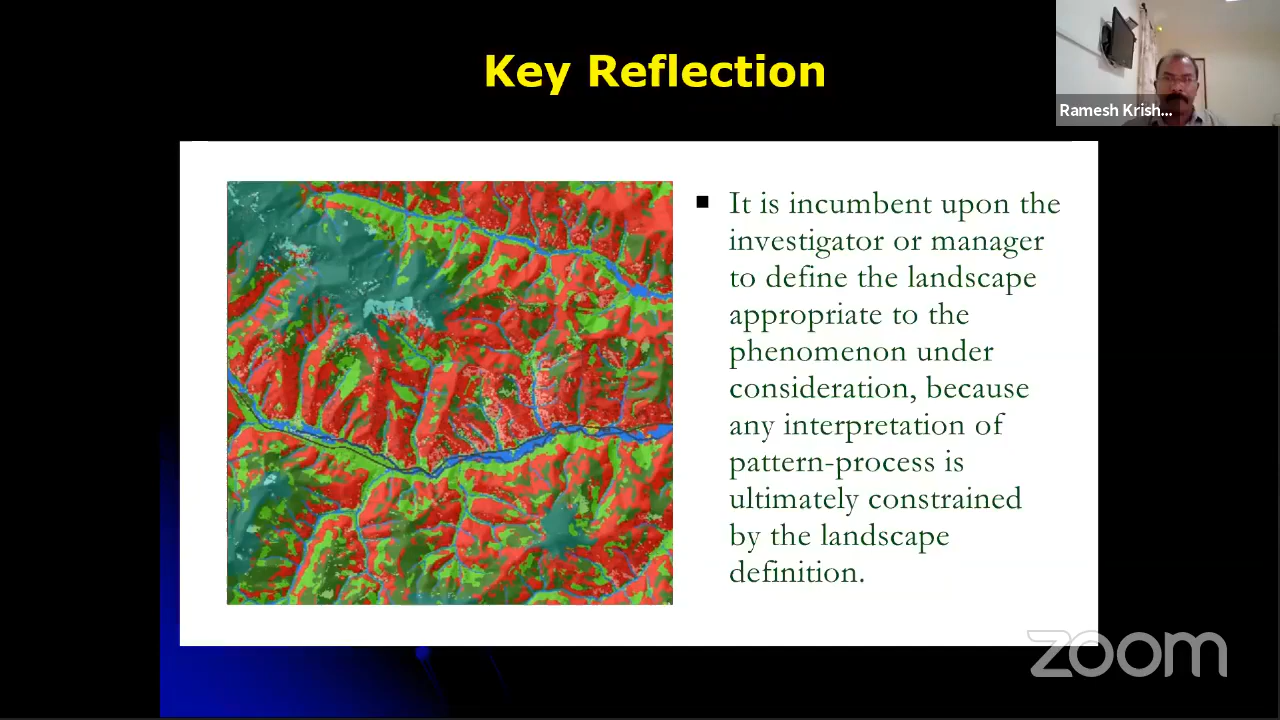 Key Reflection
Ramesh Krish...
▪ It is incumbent upon the
investigator or manager
to define the landscape
appropriate to the
phenomenon under
consideration, because
any interpretation of
pattern-process is
ultimately constrained
by the landscape
definition.
zoom